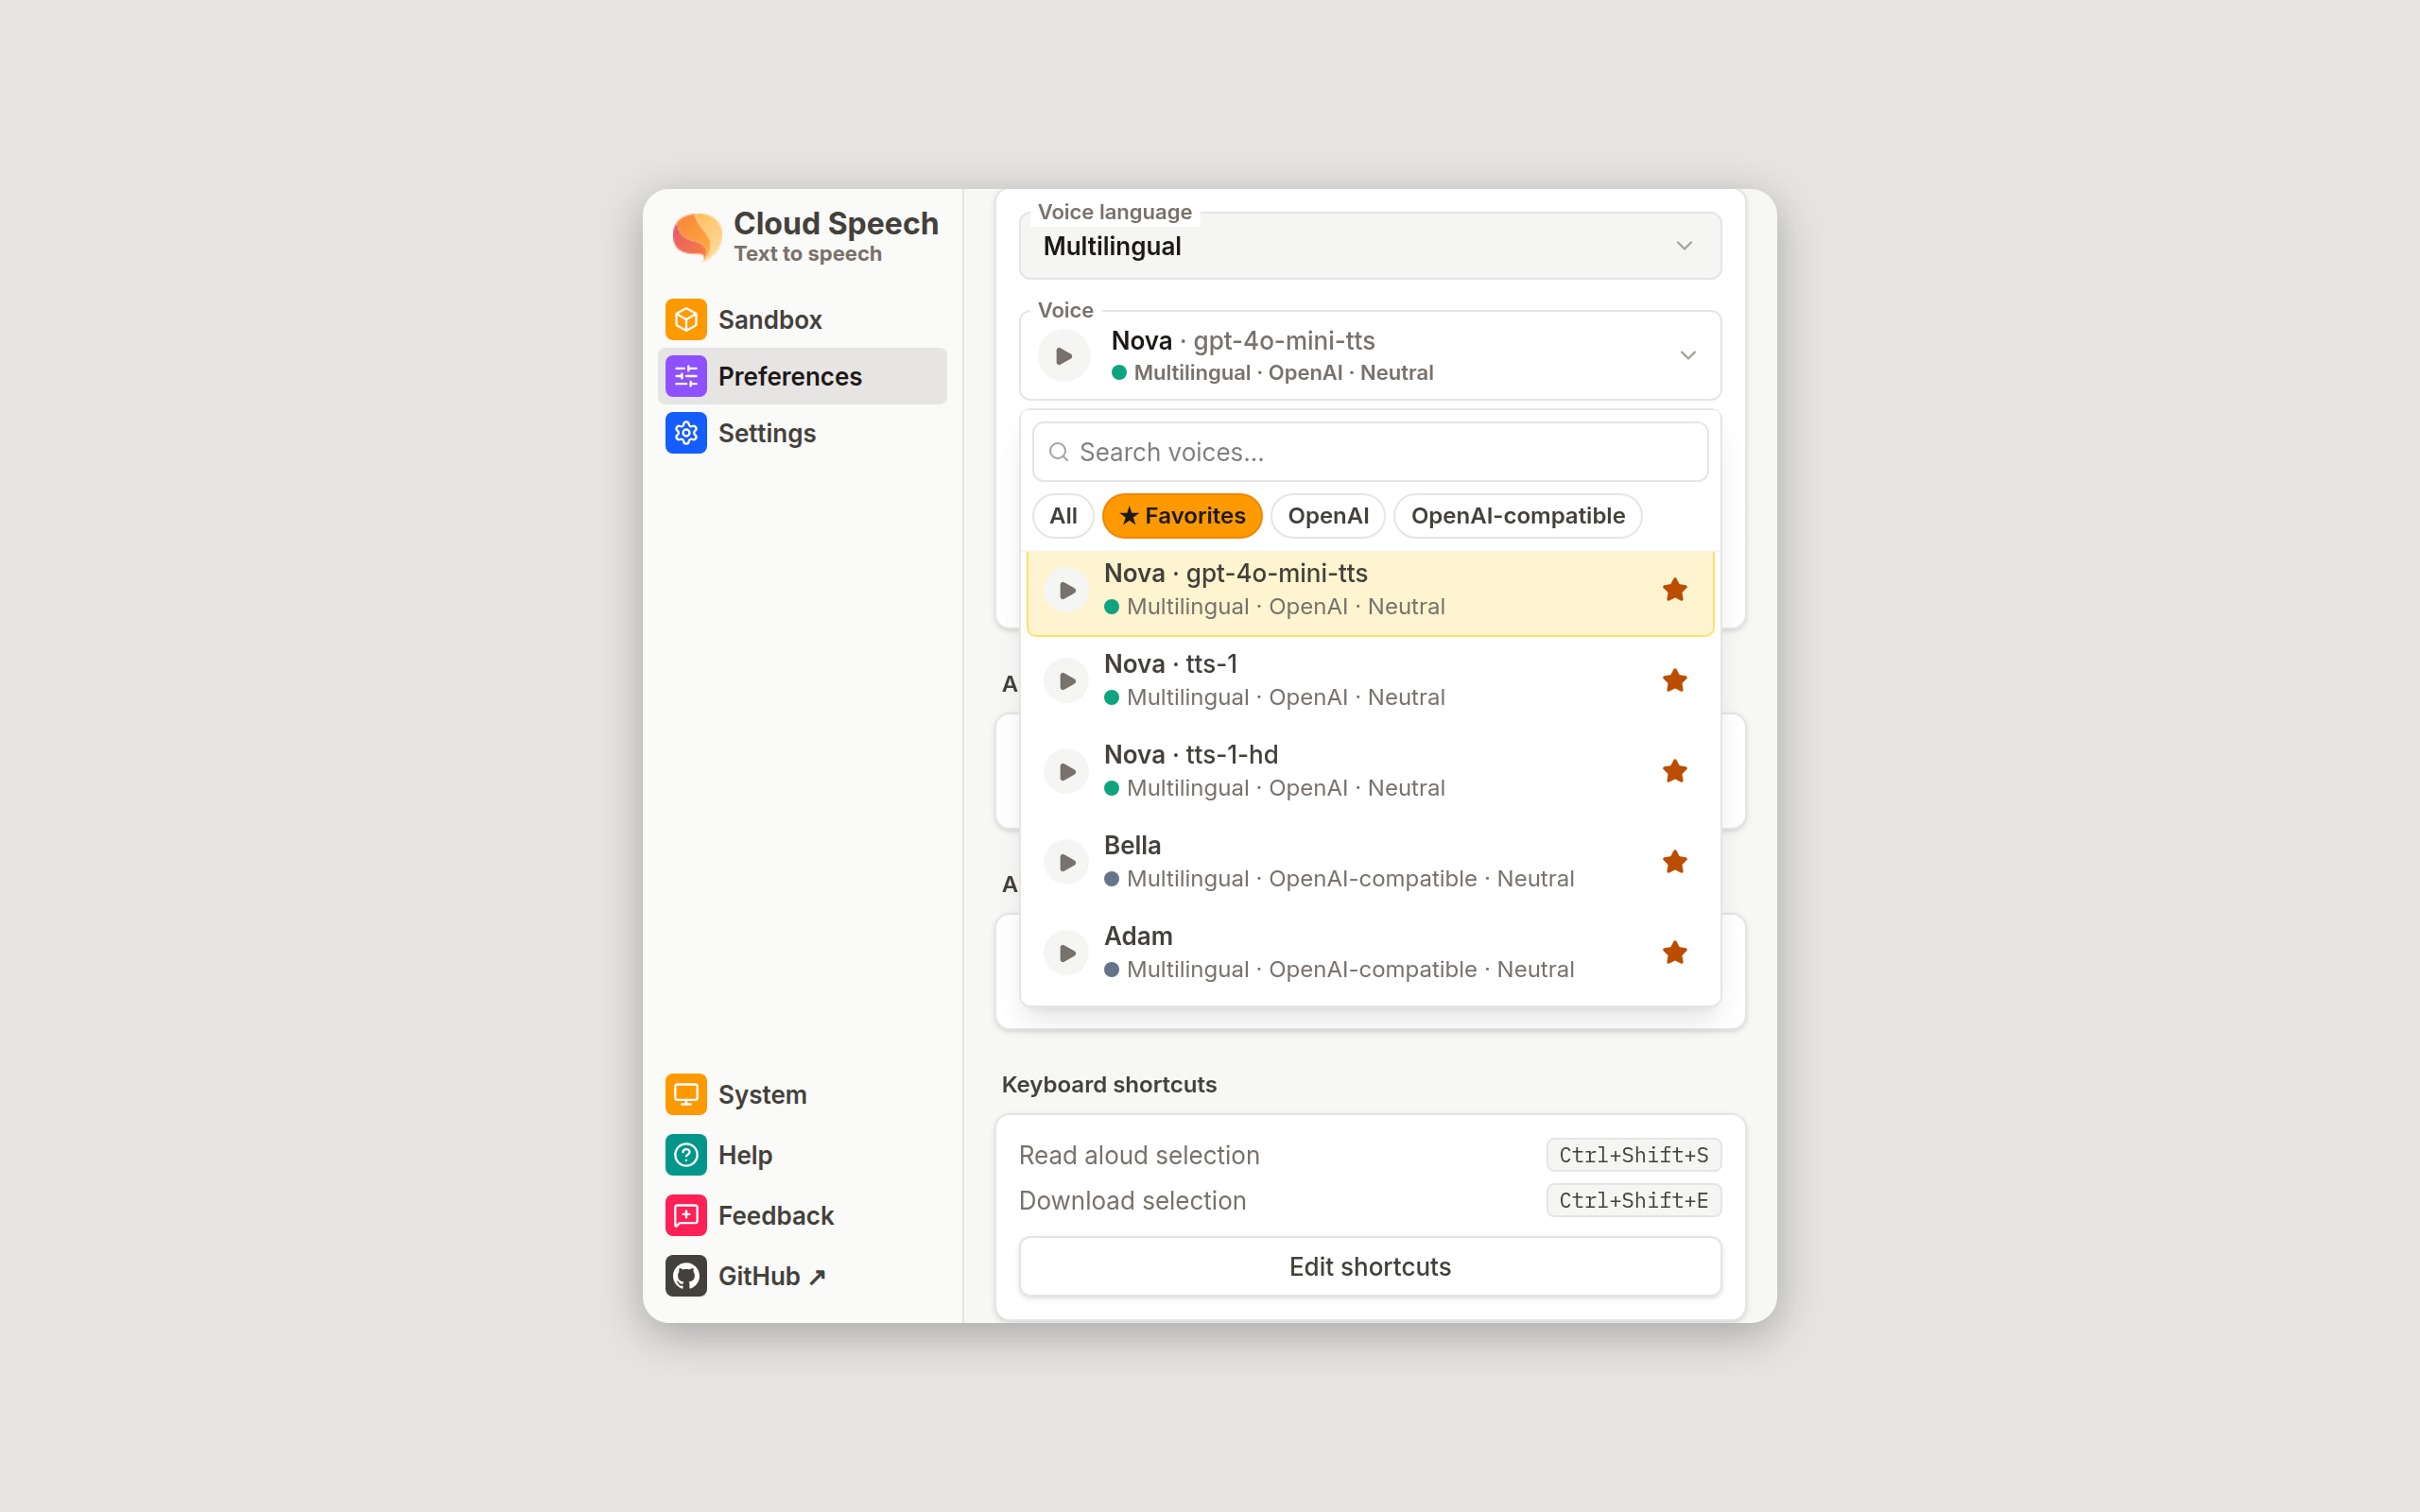 Cloud Speech
Text to speech
Sandbox
Preferences
Settings
System
Help
Feedback
GitHub ↗
Voice language
Multilingual
Voice
Nova · gpt-4o-mini-tts
Multilingual · OpenAI · Neutral
Search voices...
All
★ Favorites
OpenAI
OpenAI-compatible
Nova · gpt-4o-mini-tts
Multilingual · OpenAI · Neutral
Nova · tts-1
Multilingual · OpenAI · Neutral
Nova · tts-1-hd
Multilingual · OpenAI · Neutral
Bella
Multilingual · OpenAI-compatible · Neutral
Adam
Multilingual · OpenAI-compatible · Neutral
A
A
Keyboard shortcuts
Read aloud selection
Ctrl+Shift+S
Download selection
Ctrl+Shift+E
Edit shortcuts